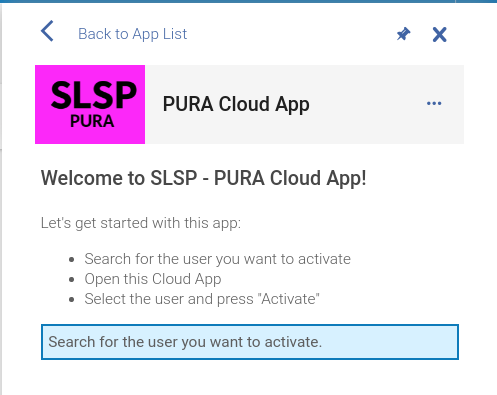 Back to App List
SLSP
PURA
PURA Cloud App
Welcome to SLSP - PURA Cloud App!
Let's get started with this app:
Search for the user you want to activate
Open this Cloud App
Select the user and press "Activate"
Search for the user you want to activate.